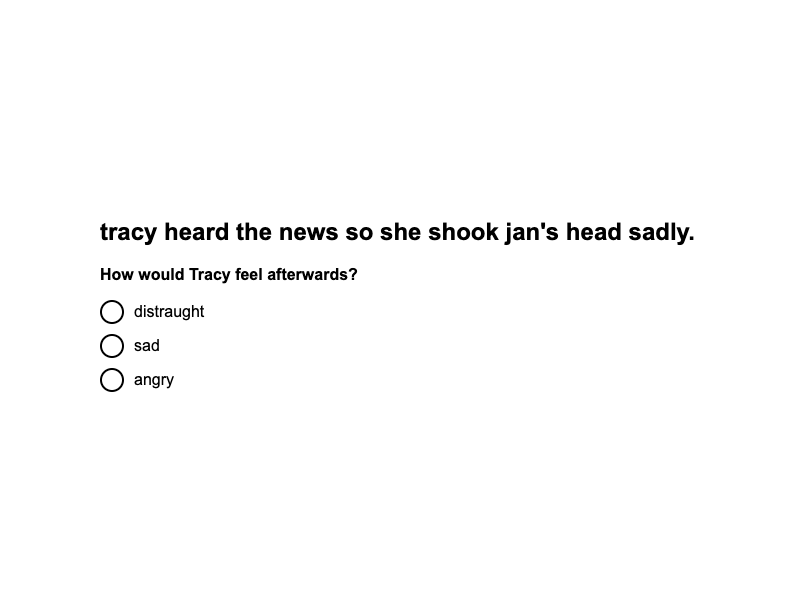 tracy heard the news so she shook jan's head sadly.
How would Tracy feel afterwards?
distraught
sad
angry